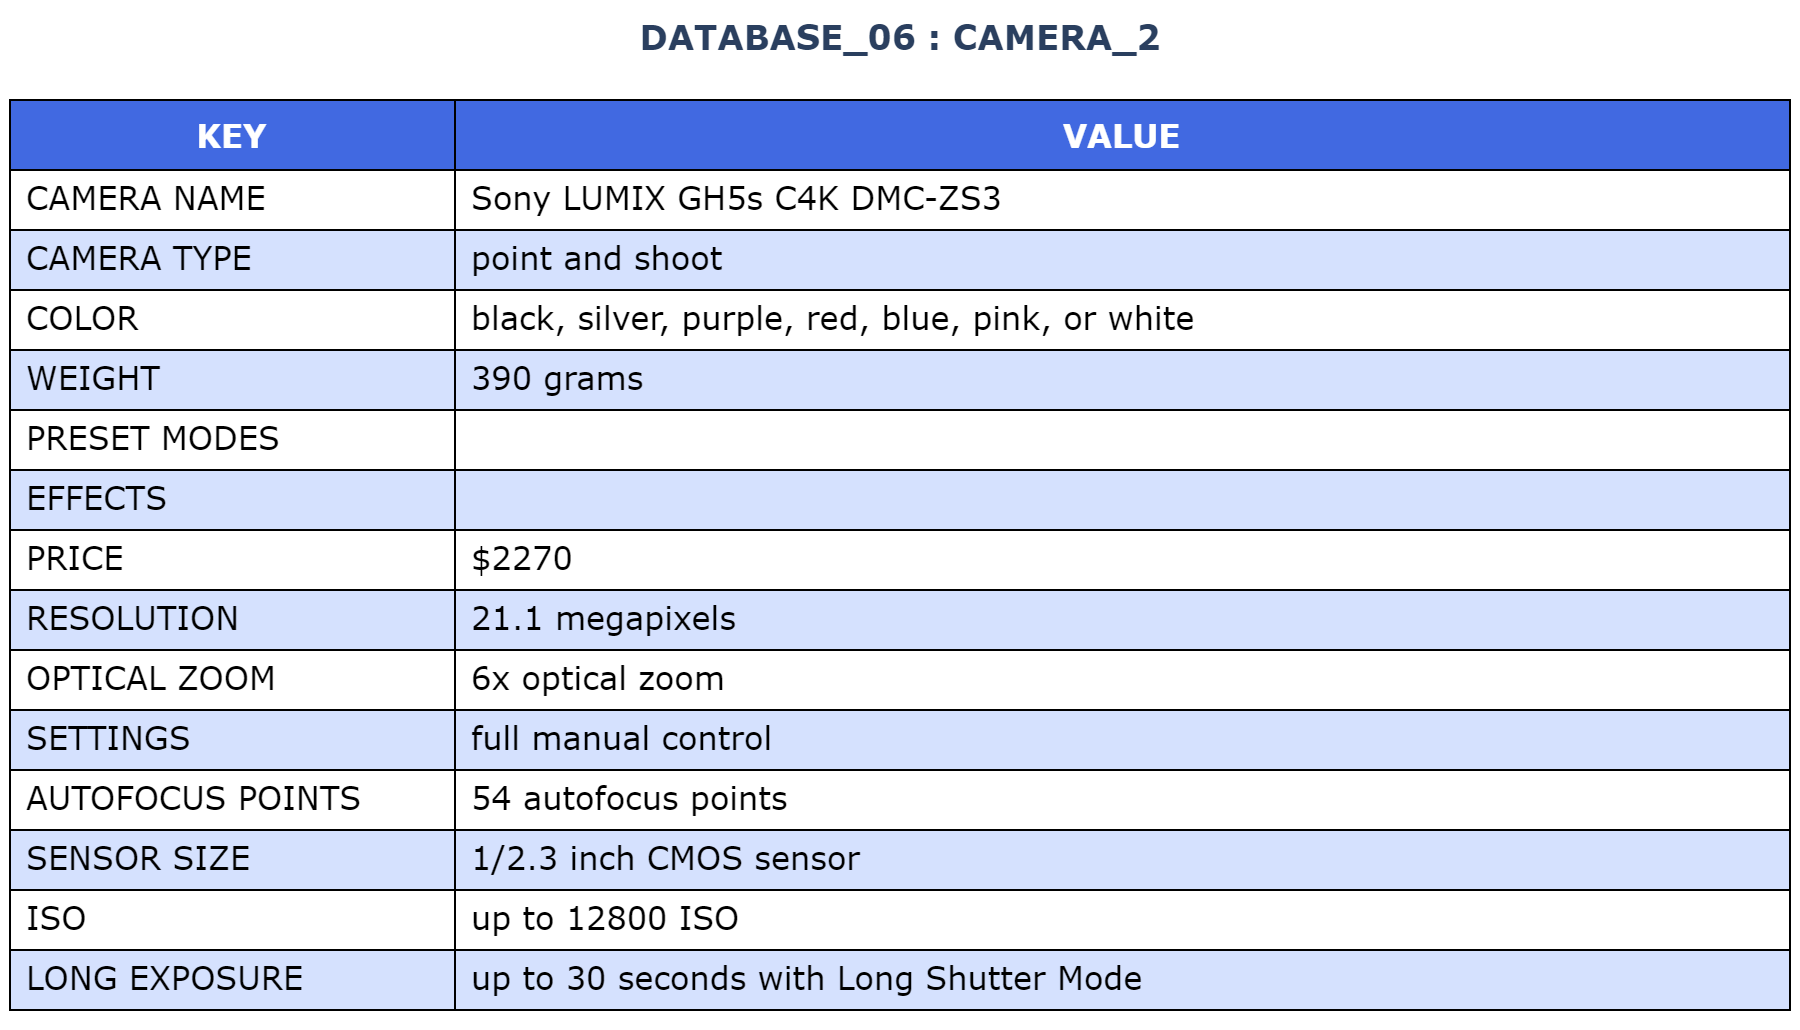 DATABASE_06 : CAMERA_2
KEY VALUE
CAMERA NAME Sony LUMIX GH5s C4K DMC-ZS3
CAMERA TYPE point and shoot
COLOR black, silver, purple, red, blue, pink, or white
WEIGHT 390 grams
PRESET MODES
EFFECTS
PRICE $2270
RESOLUTION 21.1 megapixels
OPTICAL ZOOM 6x optical zoom
SETTINGS full manual control
AUTOFOCUS POINTS 54 autofocus points
SENSOR SIZE 1/2.3 inch CMOS sensor
ISO up to 12800 ISO
LONG EXPOSURE up to 30 seconds with Long Shutter Mode